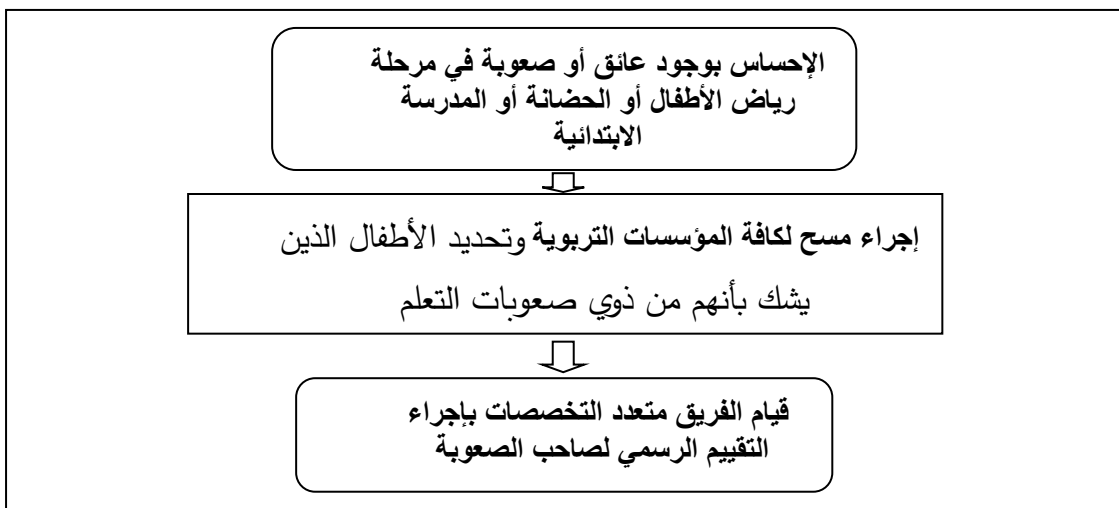 الإحساس بوجود عائق أو صعوبة في مرحلة
رياض الأطفال أو الحضانة أو المدرسة
الابتدائية
إجراء مسح لكافة المؤسسات التربوية وتحديد الأطفال الذين
يشك بأنهم من ذوي صعوبات التعلم
قيام الفريق متعدد التخصصات بإجراء
التقييم الرسمي لصاحب الصعوبة